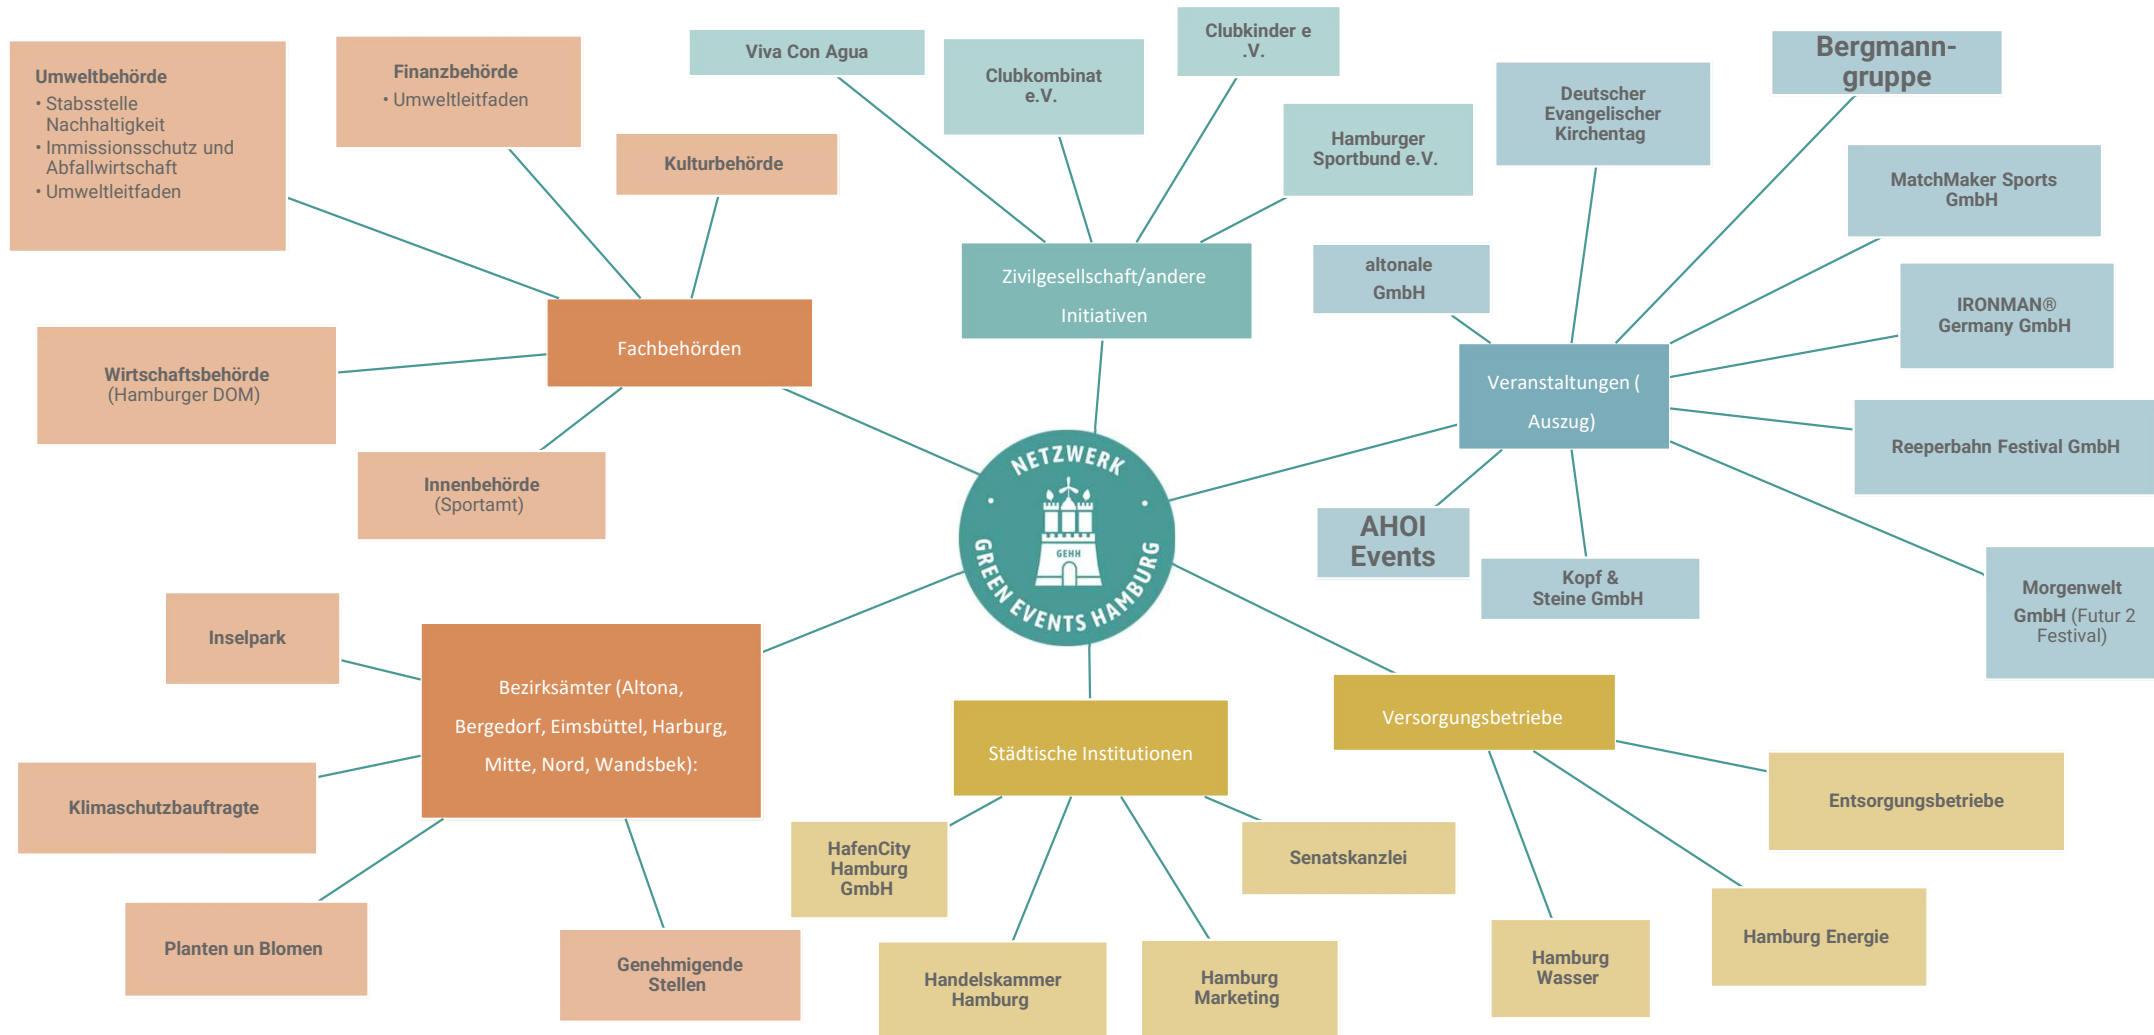 Umweltbehörde
• Stabsstelle
Nachhaltigkeit
• Immissionsschutz und
Abfallwirtschaft
• Umweltleitfaden
Finanzbehörde
• Umweltleitfaden
Kulturbehörde
Wirtschaftsbehörde
(Hamburger DOM)
Innenbehörde
(Sportamt)
Fachbehörden
Viva Con Agua
Clubkombinat
e.V.
Clubkinder e
.V.
Hamburger
Sportbund e.V.
Zivilgesellschaft/andere
Initiativen
Deutscher
Evangelischer
Kirchentag
Bergmann-
gruppe
MatchMaker Sports
GmbH
altonale
GmbH
IRONMAN®
Germany GmbH
Veranstaltungen (
Auszug)
Reeperbahn Festival GmbH
AHOI
Events
Kopf &
Steine GmbH
Morgenwelt
GmbH (Futur 2
Festival)
NETZWERK
GEHH
GREEN EVENTS HAMBURG
Inselpark
Bezirksämter (Altona,
Bergedorf, Eimsbüttel, Harburg,
Mitte, Nord, Wandsbek):
Klimaschutzbauftragte
Planten un Blomen
Genehmigende
Stellen
Städtische Institutionen
HafenCity
Hamburg
GmbH
Handelskammer
Hamburg
Hamburg
Marketing
Senatskanzlei
Versorgungsbetriebe
Entsorgungsbetriebe
Hamburg Energie
Hamburg
Wasser